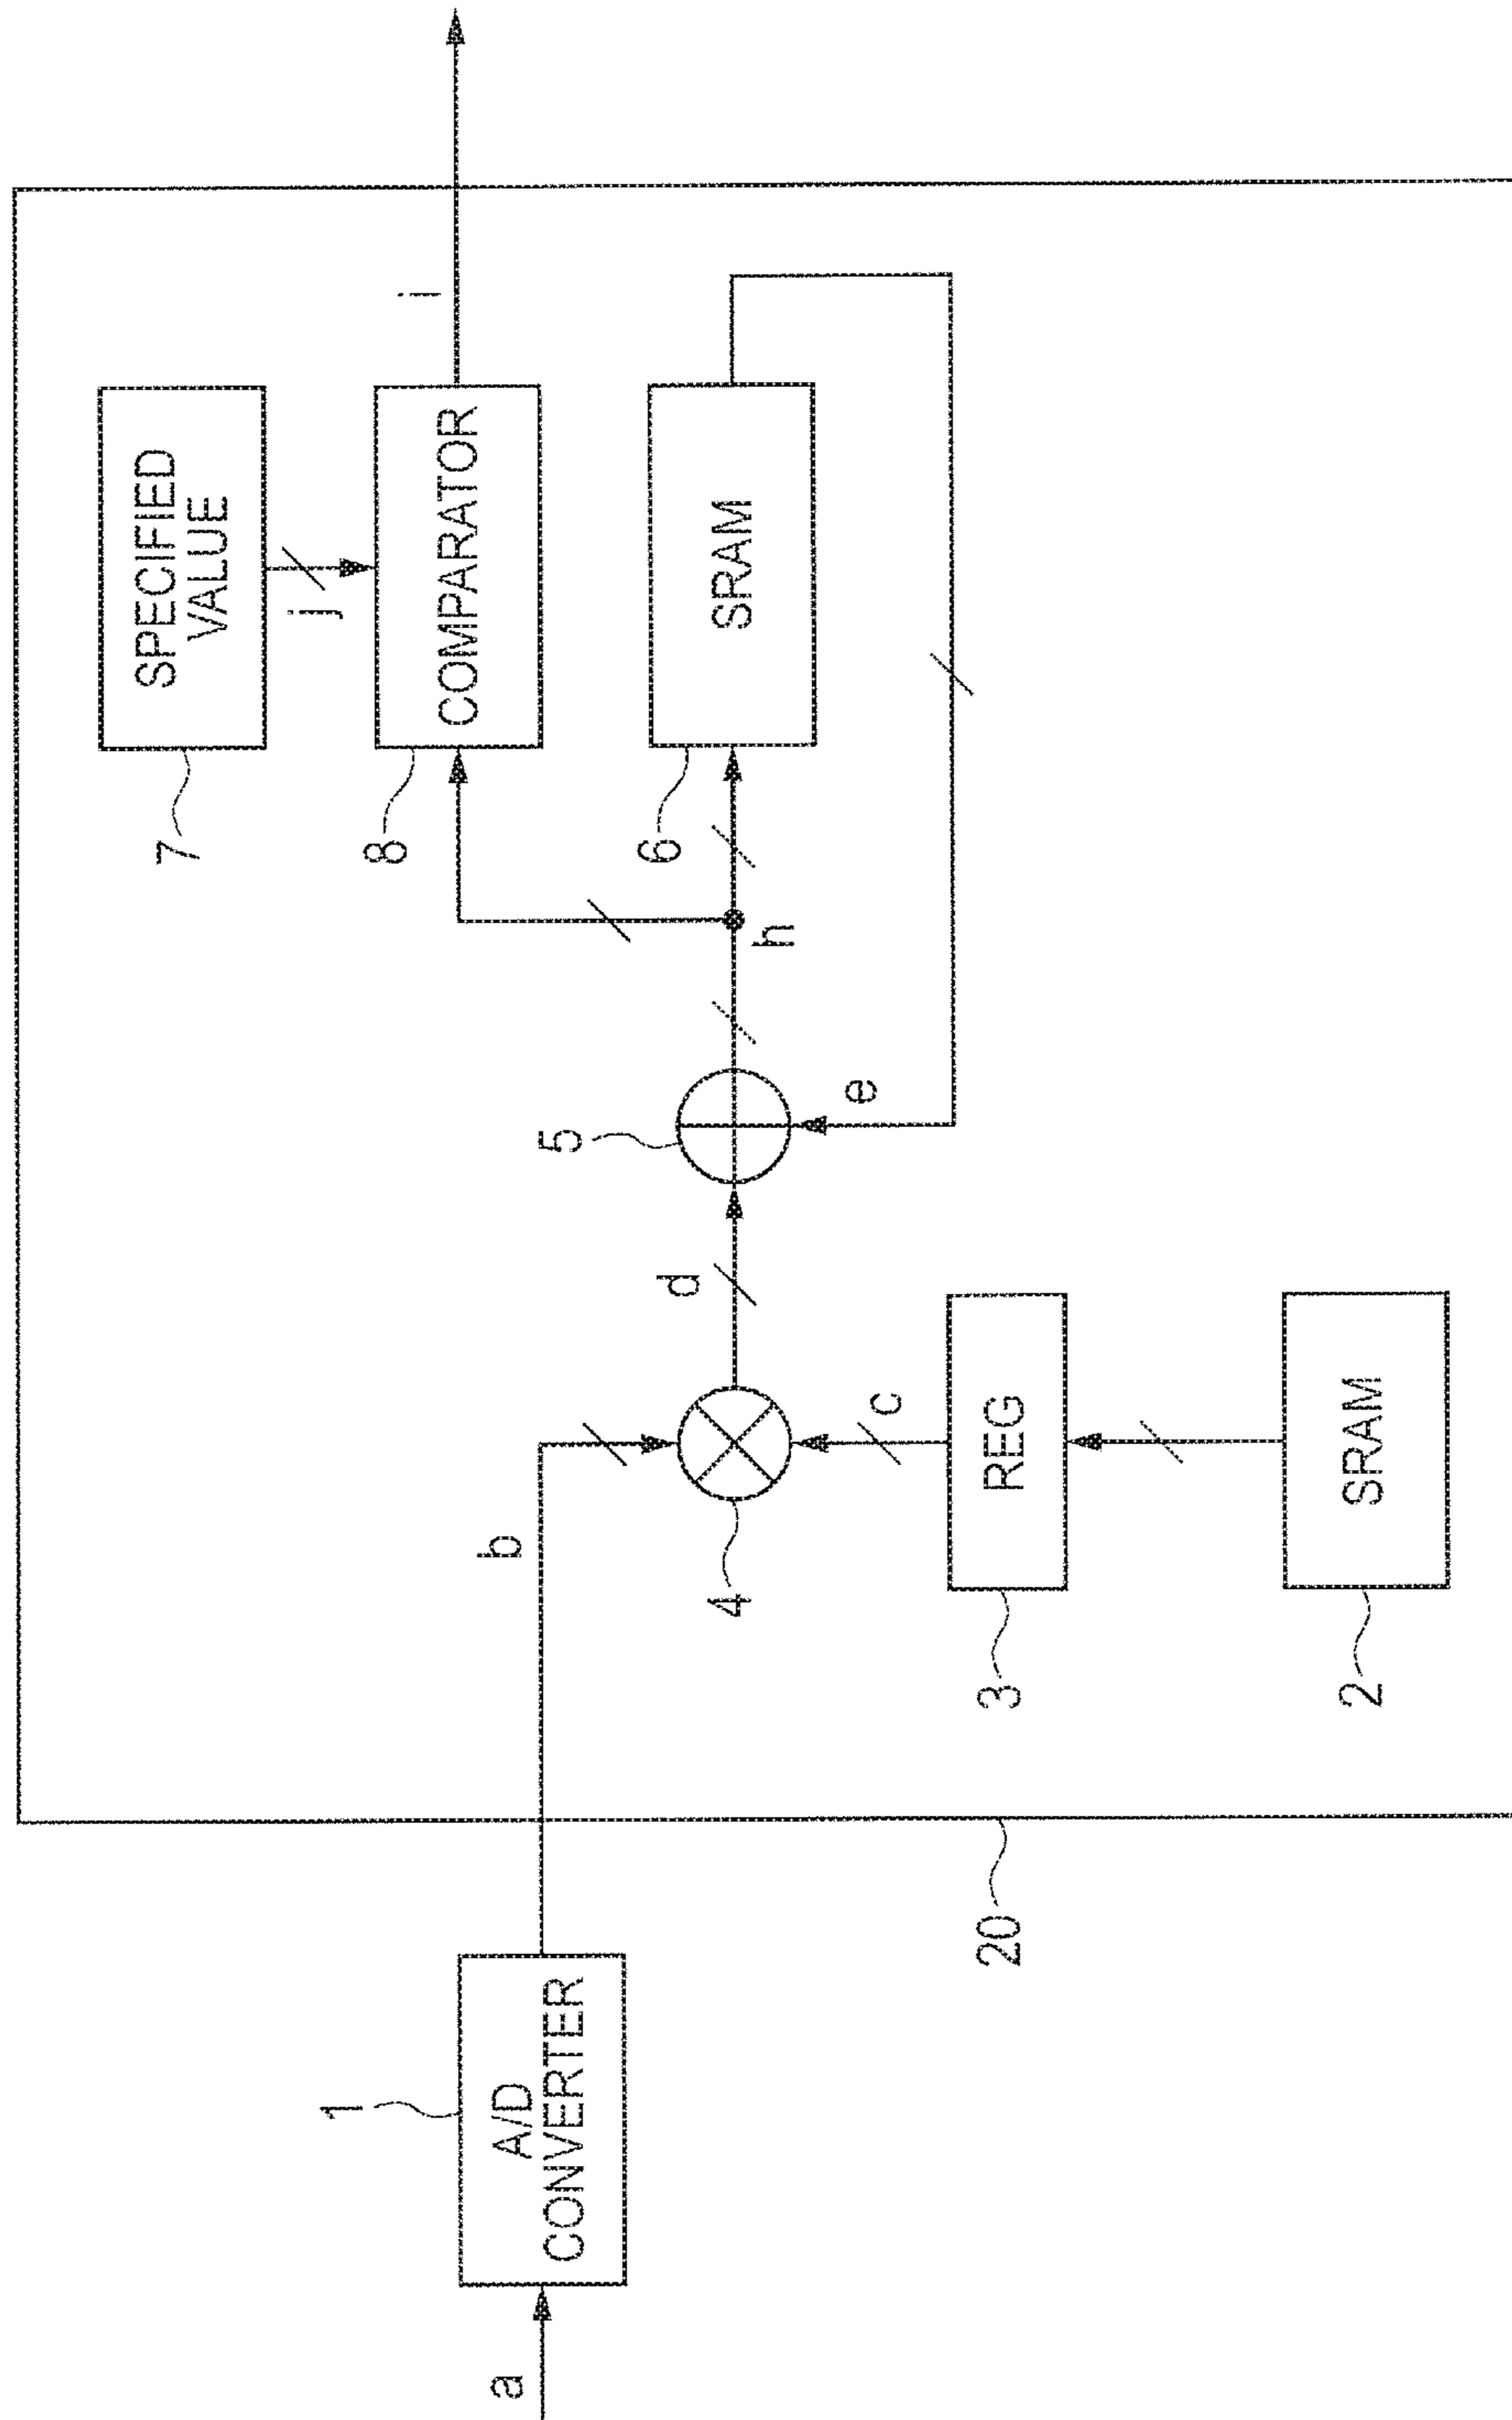 a
1
A/D
CONVERTER
b
20
4
c
3
REG
2
SRAM
d
5
e
h
7
SPECIFIED
VALUE
j
8
COMPARATOR
i
6
SRAM